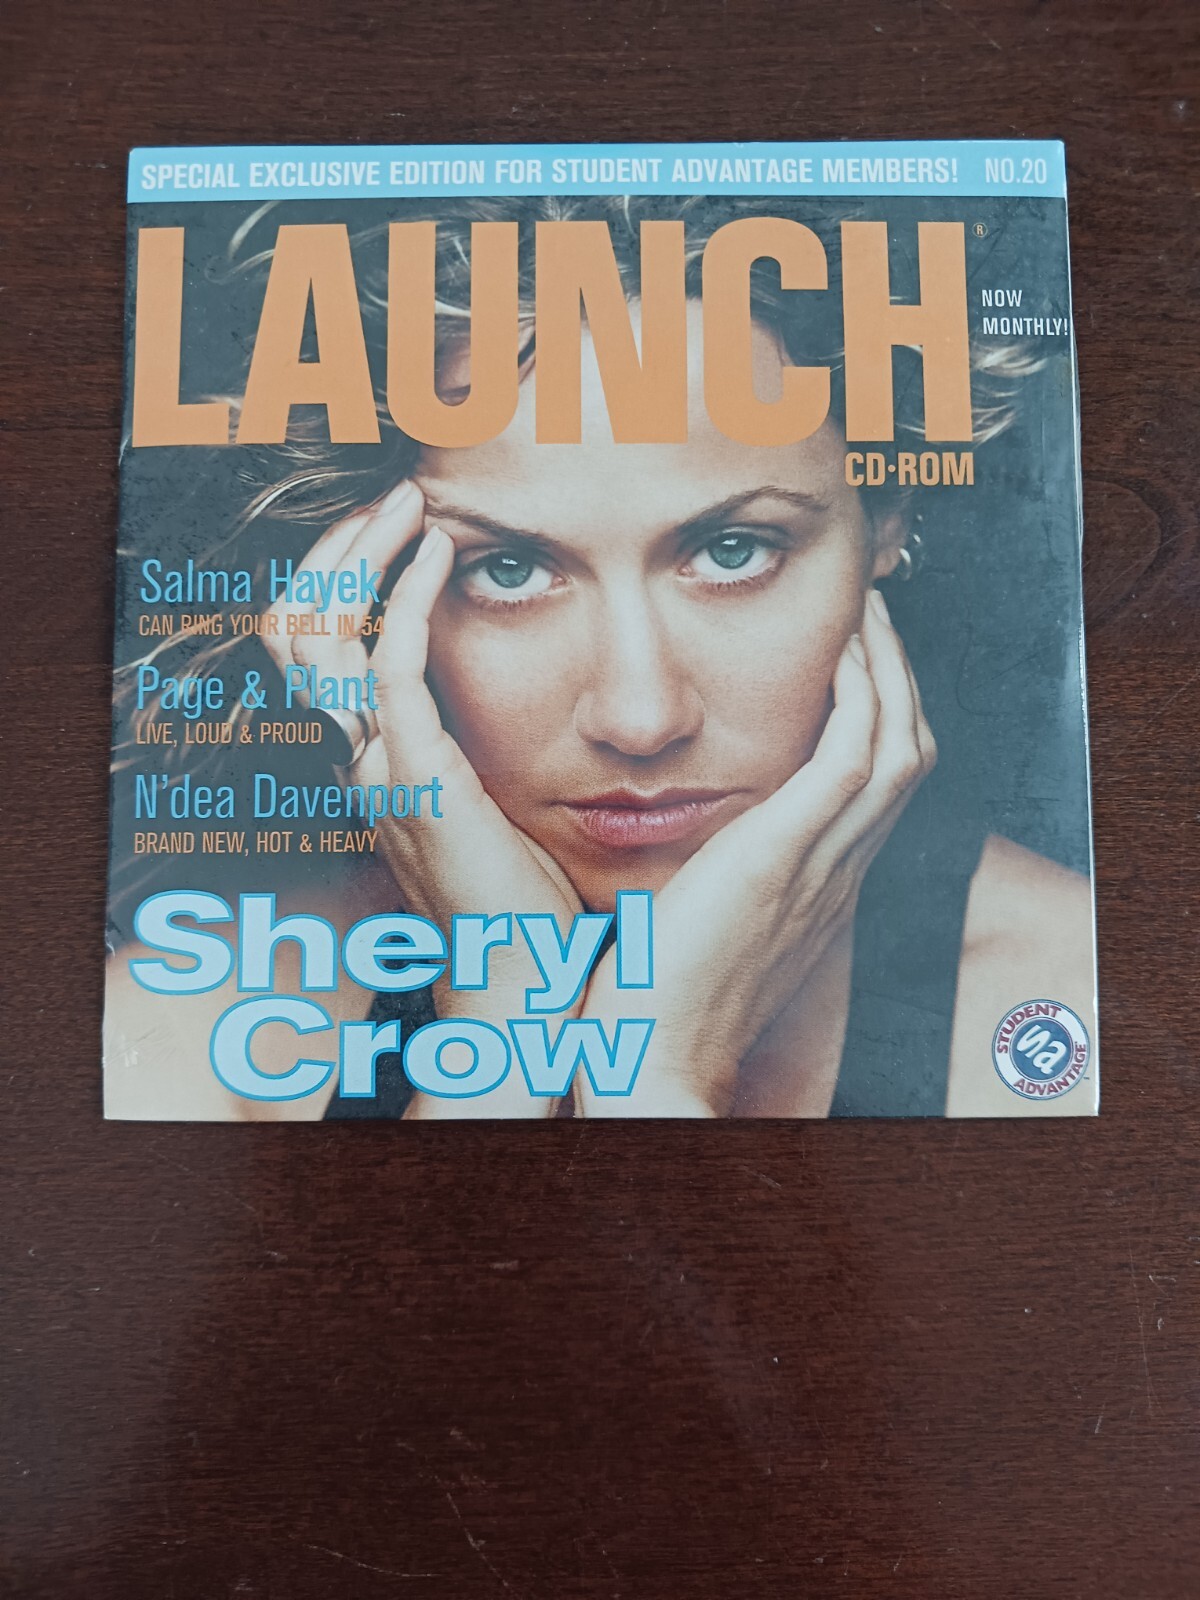 SPECIAL EXCLUSIVE EDITION FOR STUDENT ADVANTAGE MEMBERS! NO.20
LAUNCH®
NOW
MONTHLY!
CD·ROM
Salma Hayek
CAN RING YOUR BELL IN 54
Page & Plant
LIVE, LOUD & PROUD
N'dea Davenport
BRAND NEW, HOT & HEAVY
Sheryl
Crow
STUDENT
sa
ADVANTAGE™